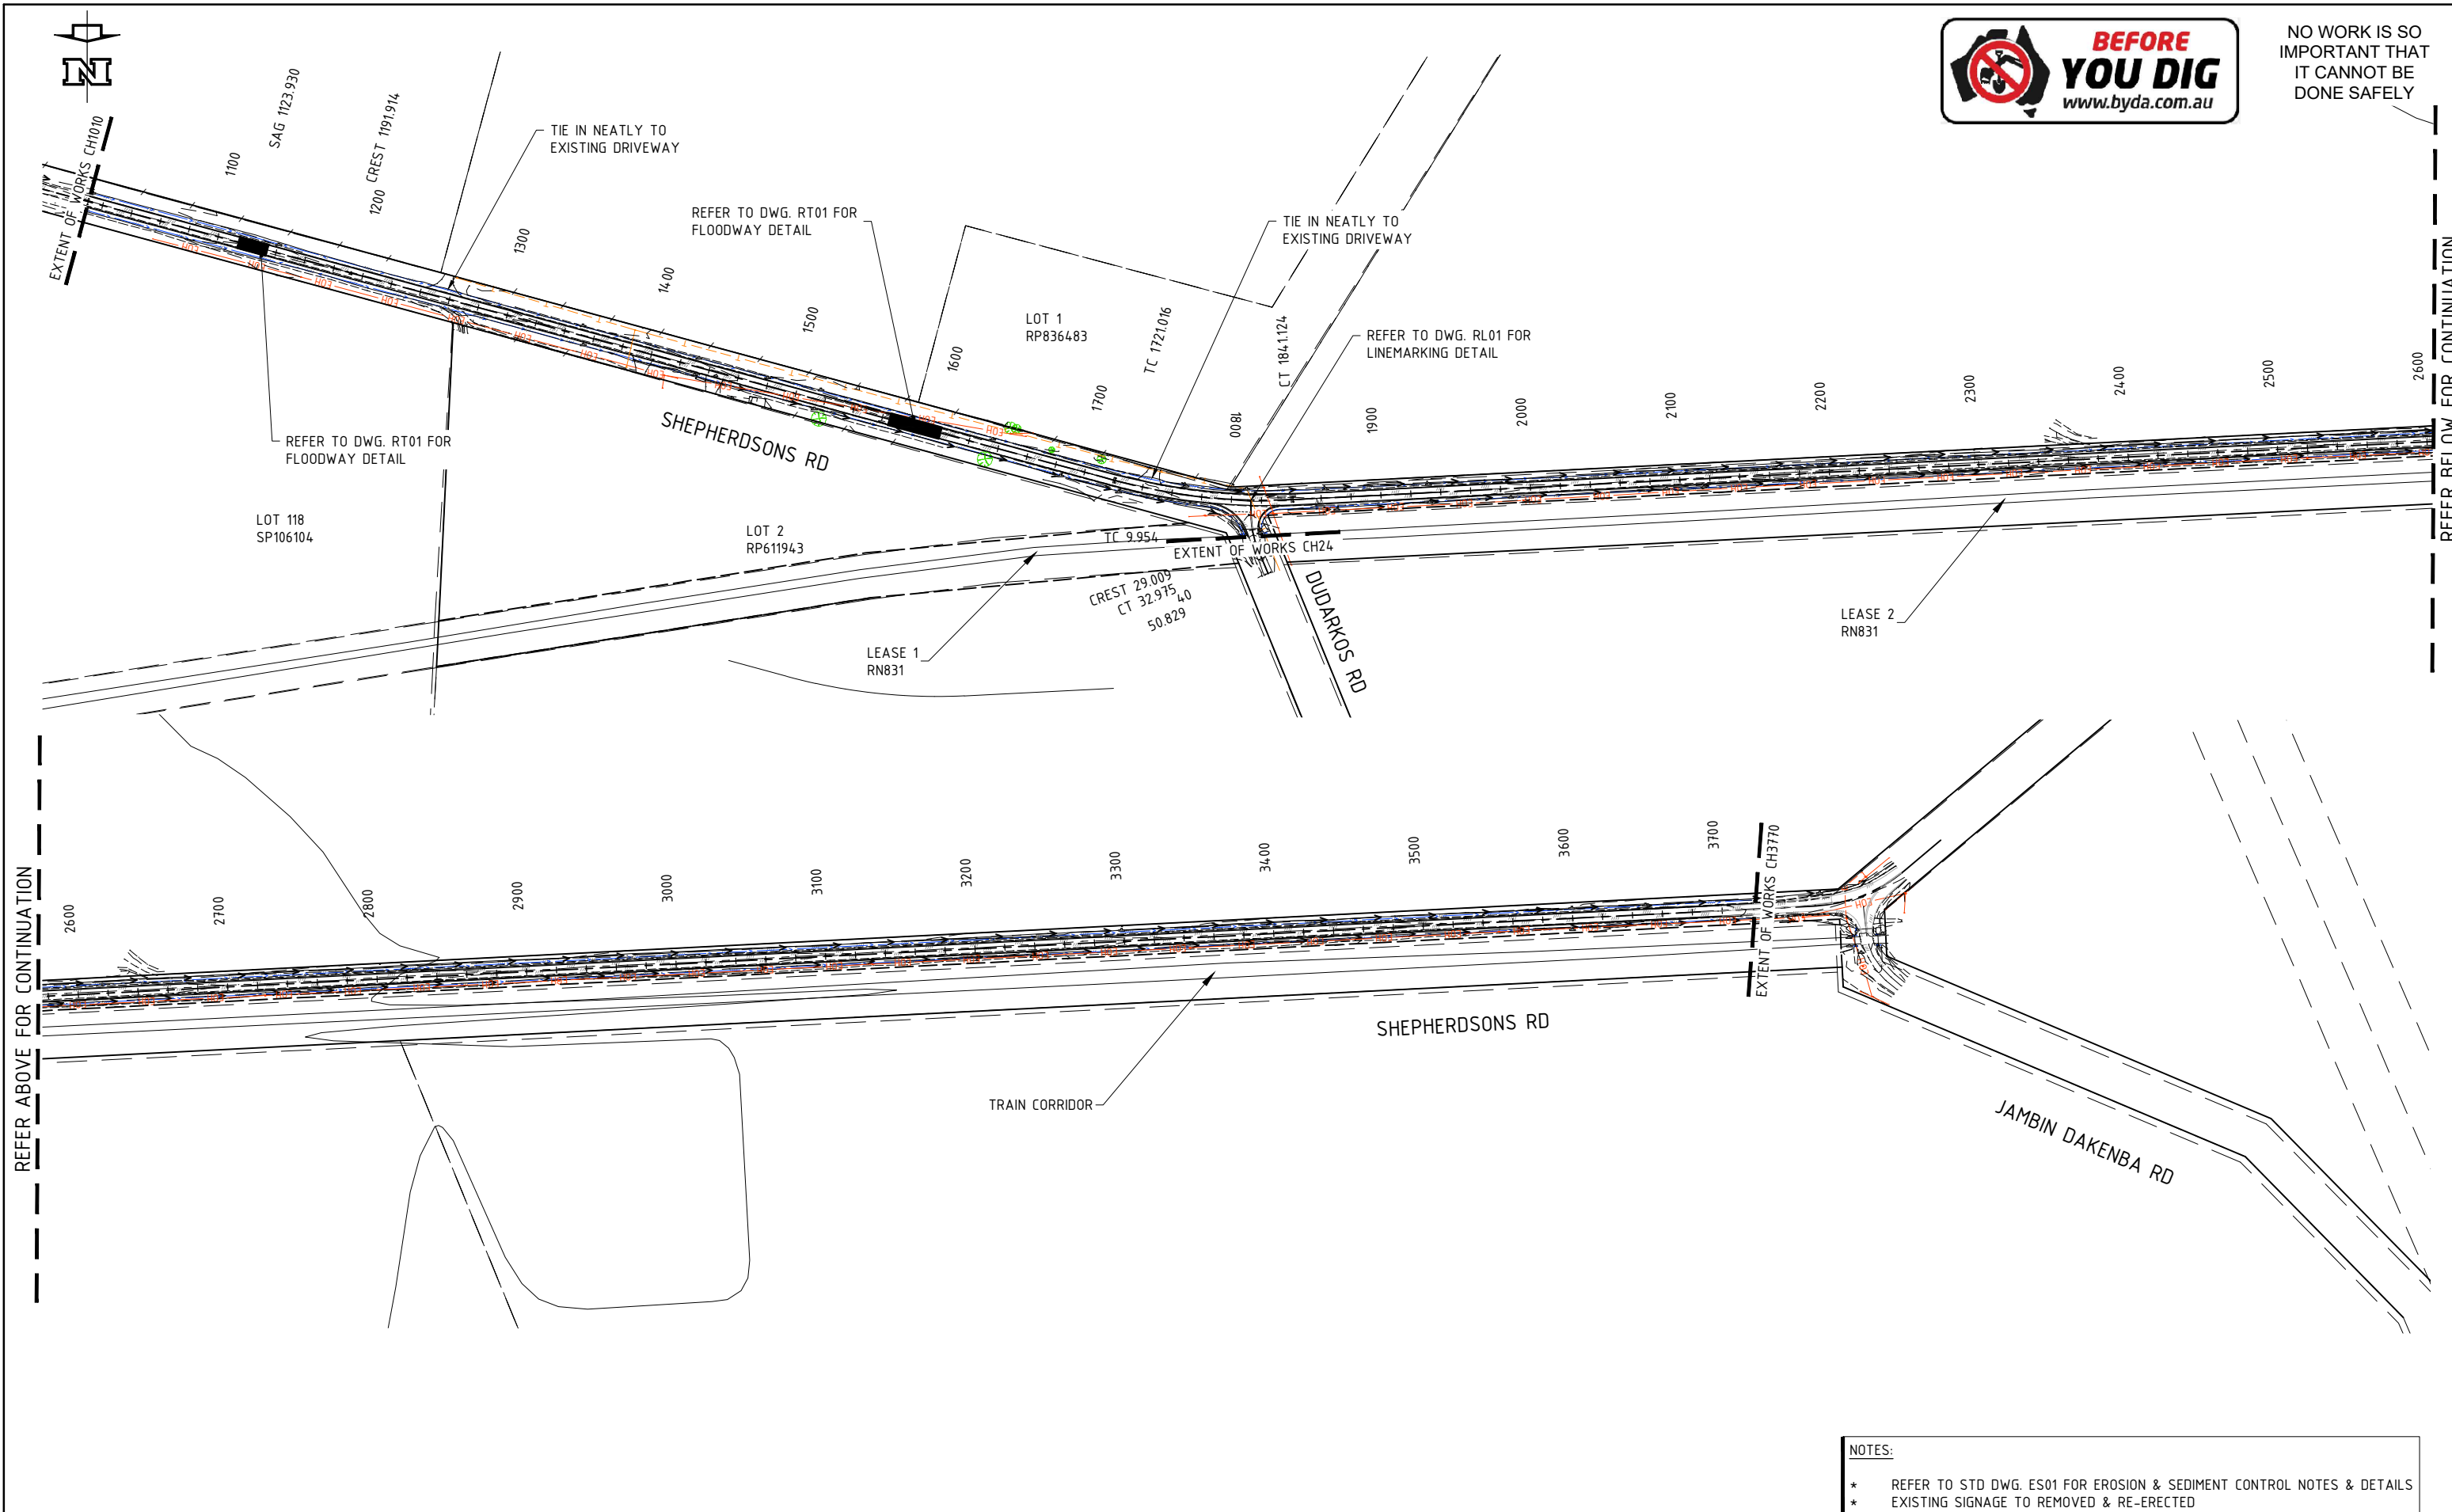 N
BEFORE
YOU DIG
www.byda.com.au
NO WORK IS SO
IMPORTANT THAT
IT CANNOT BE
DONE SAFELY
EXTENT OF WORKS CH1010
1100
SAG 1123.930
1200
CREST 1191.914
TIE IN NEATLY TO
EXISTING DRIVEWAY
1300
1400
REFER TO DWG. RT01 FOR
FLOODWAY DETAIL
1500
1600
LOT 1
RP836483
1700
TC 1721.016
TIE IN NEATLY TO
EXISTING DRIVEWAY
1800
CT 1841.124
REFER TO DWG. RL01 FOR
LINEMARKING DETAIL
1900
2000
2100
2200
2300
2400
2500
2600
REFER BELOW FOR CONTINUATION
REFER TO DWG. RT01 FOR
FLOODWAY DETAIL
SHEPHERDSONS RD
LOT 118
SP106104
LOT 2
RP611943
TC 9.954
EXTENT OF WORKS CH24
CREST 29.009
CT 32.975
40
50.829
DUDARKOS RD
LEASE 1
RN831
LEASE 2
RN831
REFER ABOVE FOR CONTINUATION
2600
2700
2800
2900
3000
3100
3200
3300
3400
3500
3600
3700
EXTENT OF WORKS CH3770
SHEPHERDSONS RD
TRAIN CORRIDOR
JAMBIN DAKENBA RD
NOTES:
* REFER TO STD DWG. ES01 FOR EROSION & SEDIMENT CONTROL NOTES & DETAILS
* EXISTING SIGNAGE TO REMOVED & RE-ERECTED